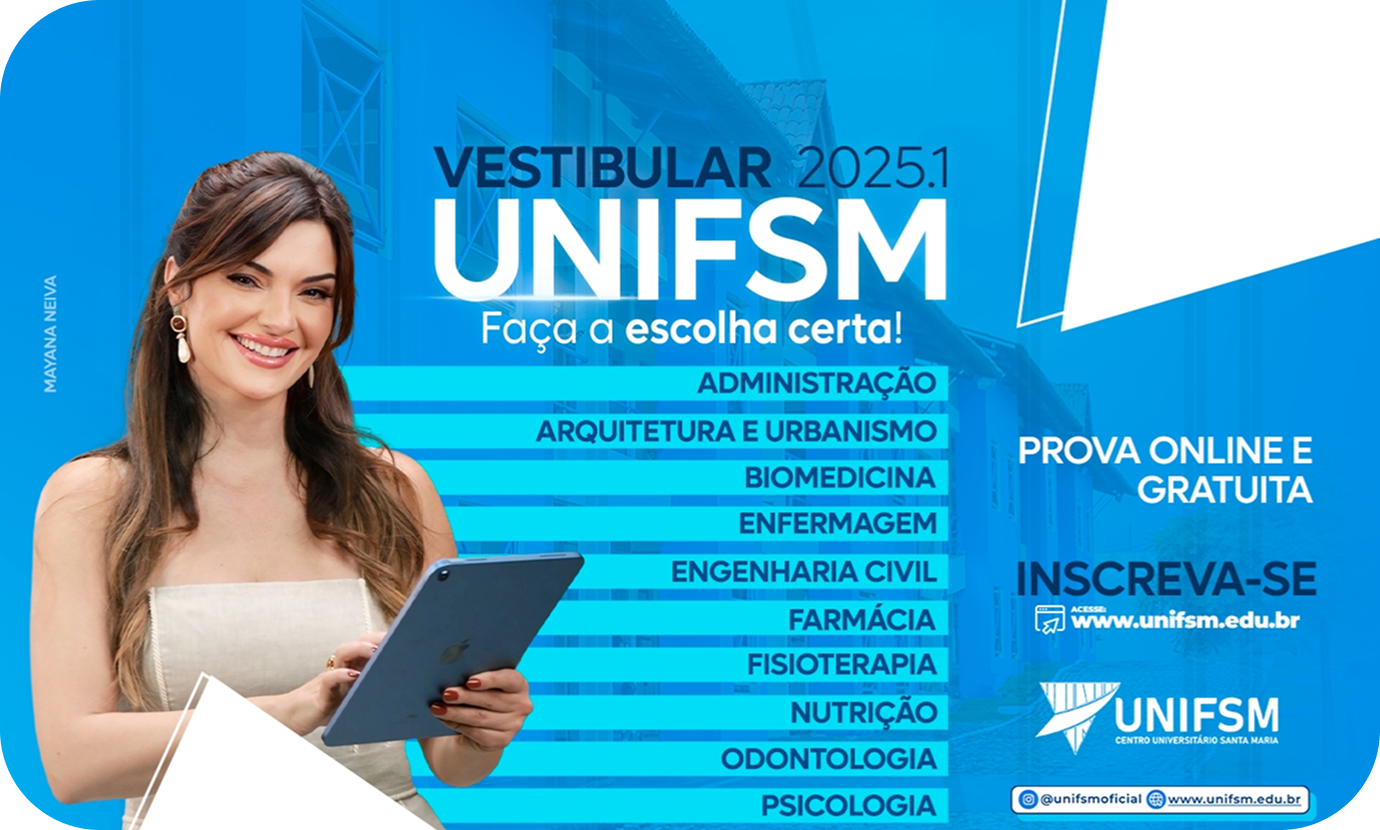 MAYANA NEIVA
VESTIBULAR 2025.1
UNIFSM
Faça a escolha certa!
ADMINISTRAÇÃO
ARQUITETURA E URBANISMO
BIOMEDICINA
ENFERMAGEM
ENGENHARIA CIVIL
FARMÁCIA
FISIOTERAPIA
NUTRIÇÃO
ODONTOLOGIA
PSICOLOGIA
PROVA ONLINE E
GRATUITA
INSCREVA-SE
ACESSE:
www.unifsm.edu.br
UNIFSM
CENTRO UNIVERSITÁRIO SANTA MARIA
@unifsmoficial www.unifsm.edu.br